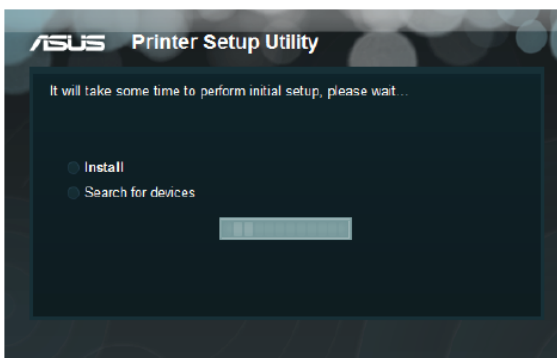 ASUS Printer Setup Utility
It will take some time to perform initial setup, please wait...
Install
Search for devices